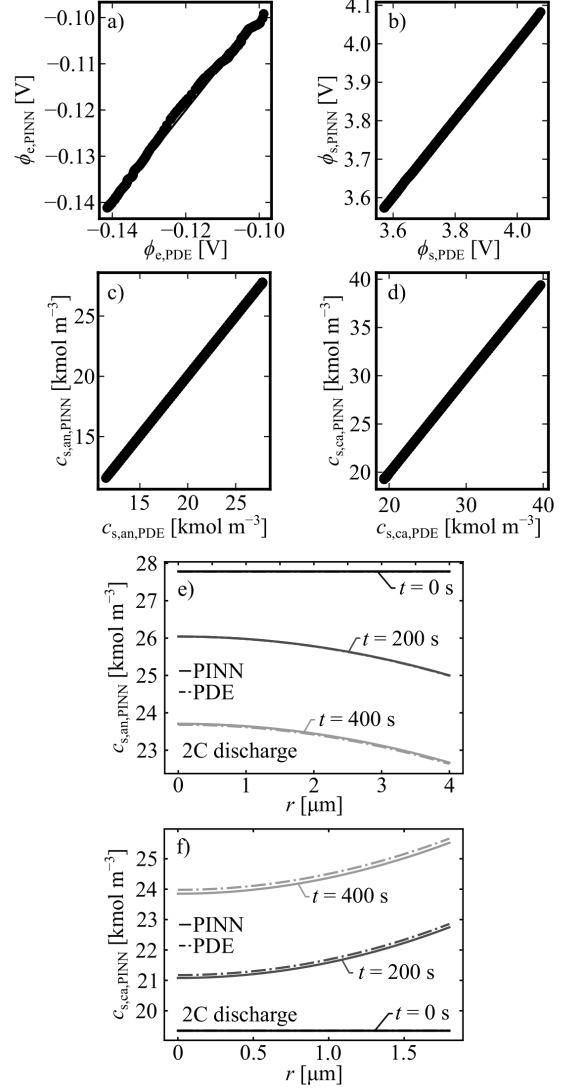 a)
−0.10
−0.11
−0.12
−0.13
−0.14
ϕe,PINN [V]
−0.14 −0.12 −0.10
ϕe,PDE [V]
b)
4.1
4.0
3.9
3.8
3.7
3.6
ϕs,PINN [V]
3.6 3.8 4.0
ϕs,PDE [V]
c)
25
20
15
cs,an,PINN [kmol m−3]
15 20 25
cs,an,PDE [kmol m−3]
d)
40
35
30
25
20
cs,ca,PINN [kmol m−3]
20 30 40
cs,ca,PDE [kmol m−3]
e)
28
27
26
25
24
23
cs,an,PINN [kmol m−3]
t = 0 s
t = 200 s
PINN
PDE
t = 400 s
2C discharge
0 1 2 3 4
r [μm]
f)
25
24
23
22
21
20
cs,ca,PINN [kmol m−3]
t = 400 s
PINN
PDE
t = 200 s
2C discharge
t = 0 s
0 0.5 1.0 1.5
r [μm]